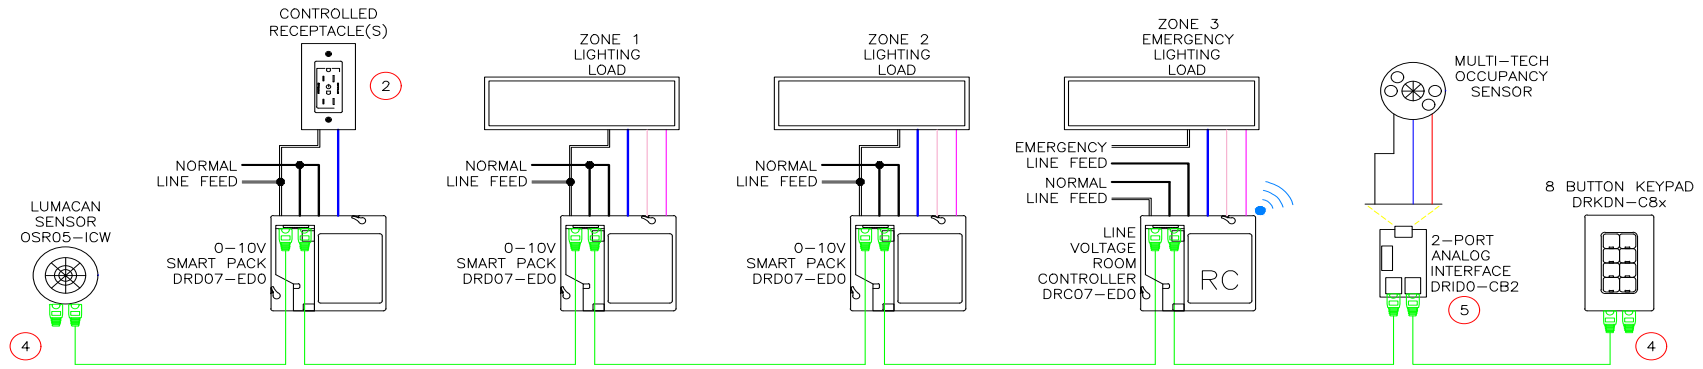 CONTROLLED
RECEPTACLE(S)
2
NORMAL
LINE FEED
0-10V
SMART PACK
DRD07-ED0
LUMACAN
SENSOR
OSR05-ICW
4
ZONE 1
LIGHTING
LOAD
NORMAL
LINE FEED
0-10V
SMART PACK
DRD07-ED0
ZONE 2
LIGHTING
LOAD
NORMAL
LINE FEED
0-10V
SMART PACK
DRD07-ED0
ZONE 3
EMERGENCY
LIGHTING
LOAD
EMERGENCY
LINE FEED
NORMAL
LINE FEED
LINE
VOLTAGE
ROOM
CONTROLLER
DRC07-ED0
RC
MULTI-TECH
OCCUPANCY
SENSOR
2-PORT
ANALOG
INTERFACE
DRID0-CB2
5
8 BUTTON KEYPAD
DRKDN-C8x
4